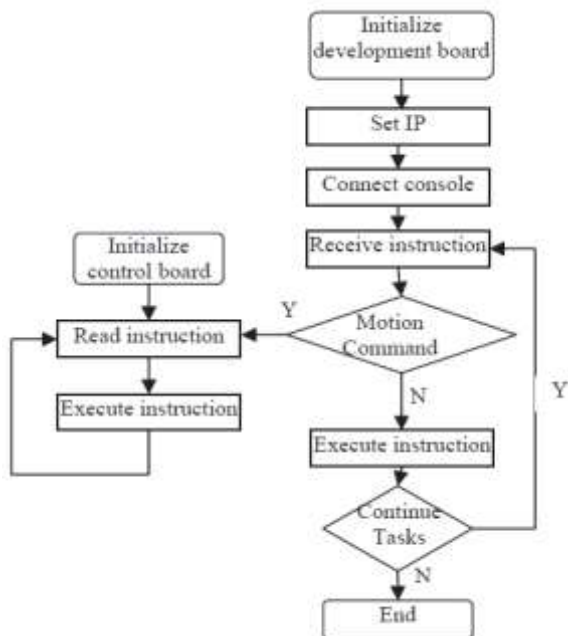 Initialize
development board
Set IP
Connect console
Receive instruction
Initialize
control board
Y
Motion
Command
Read instruction
N
Y
Execute instruction
Execute instruction
Continue
Tasks
N
End